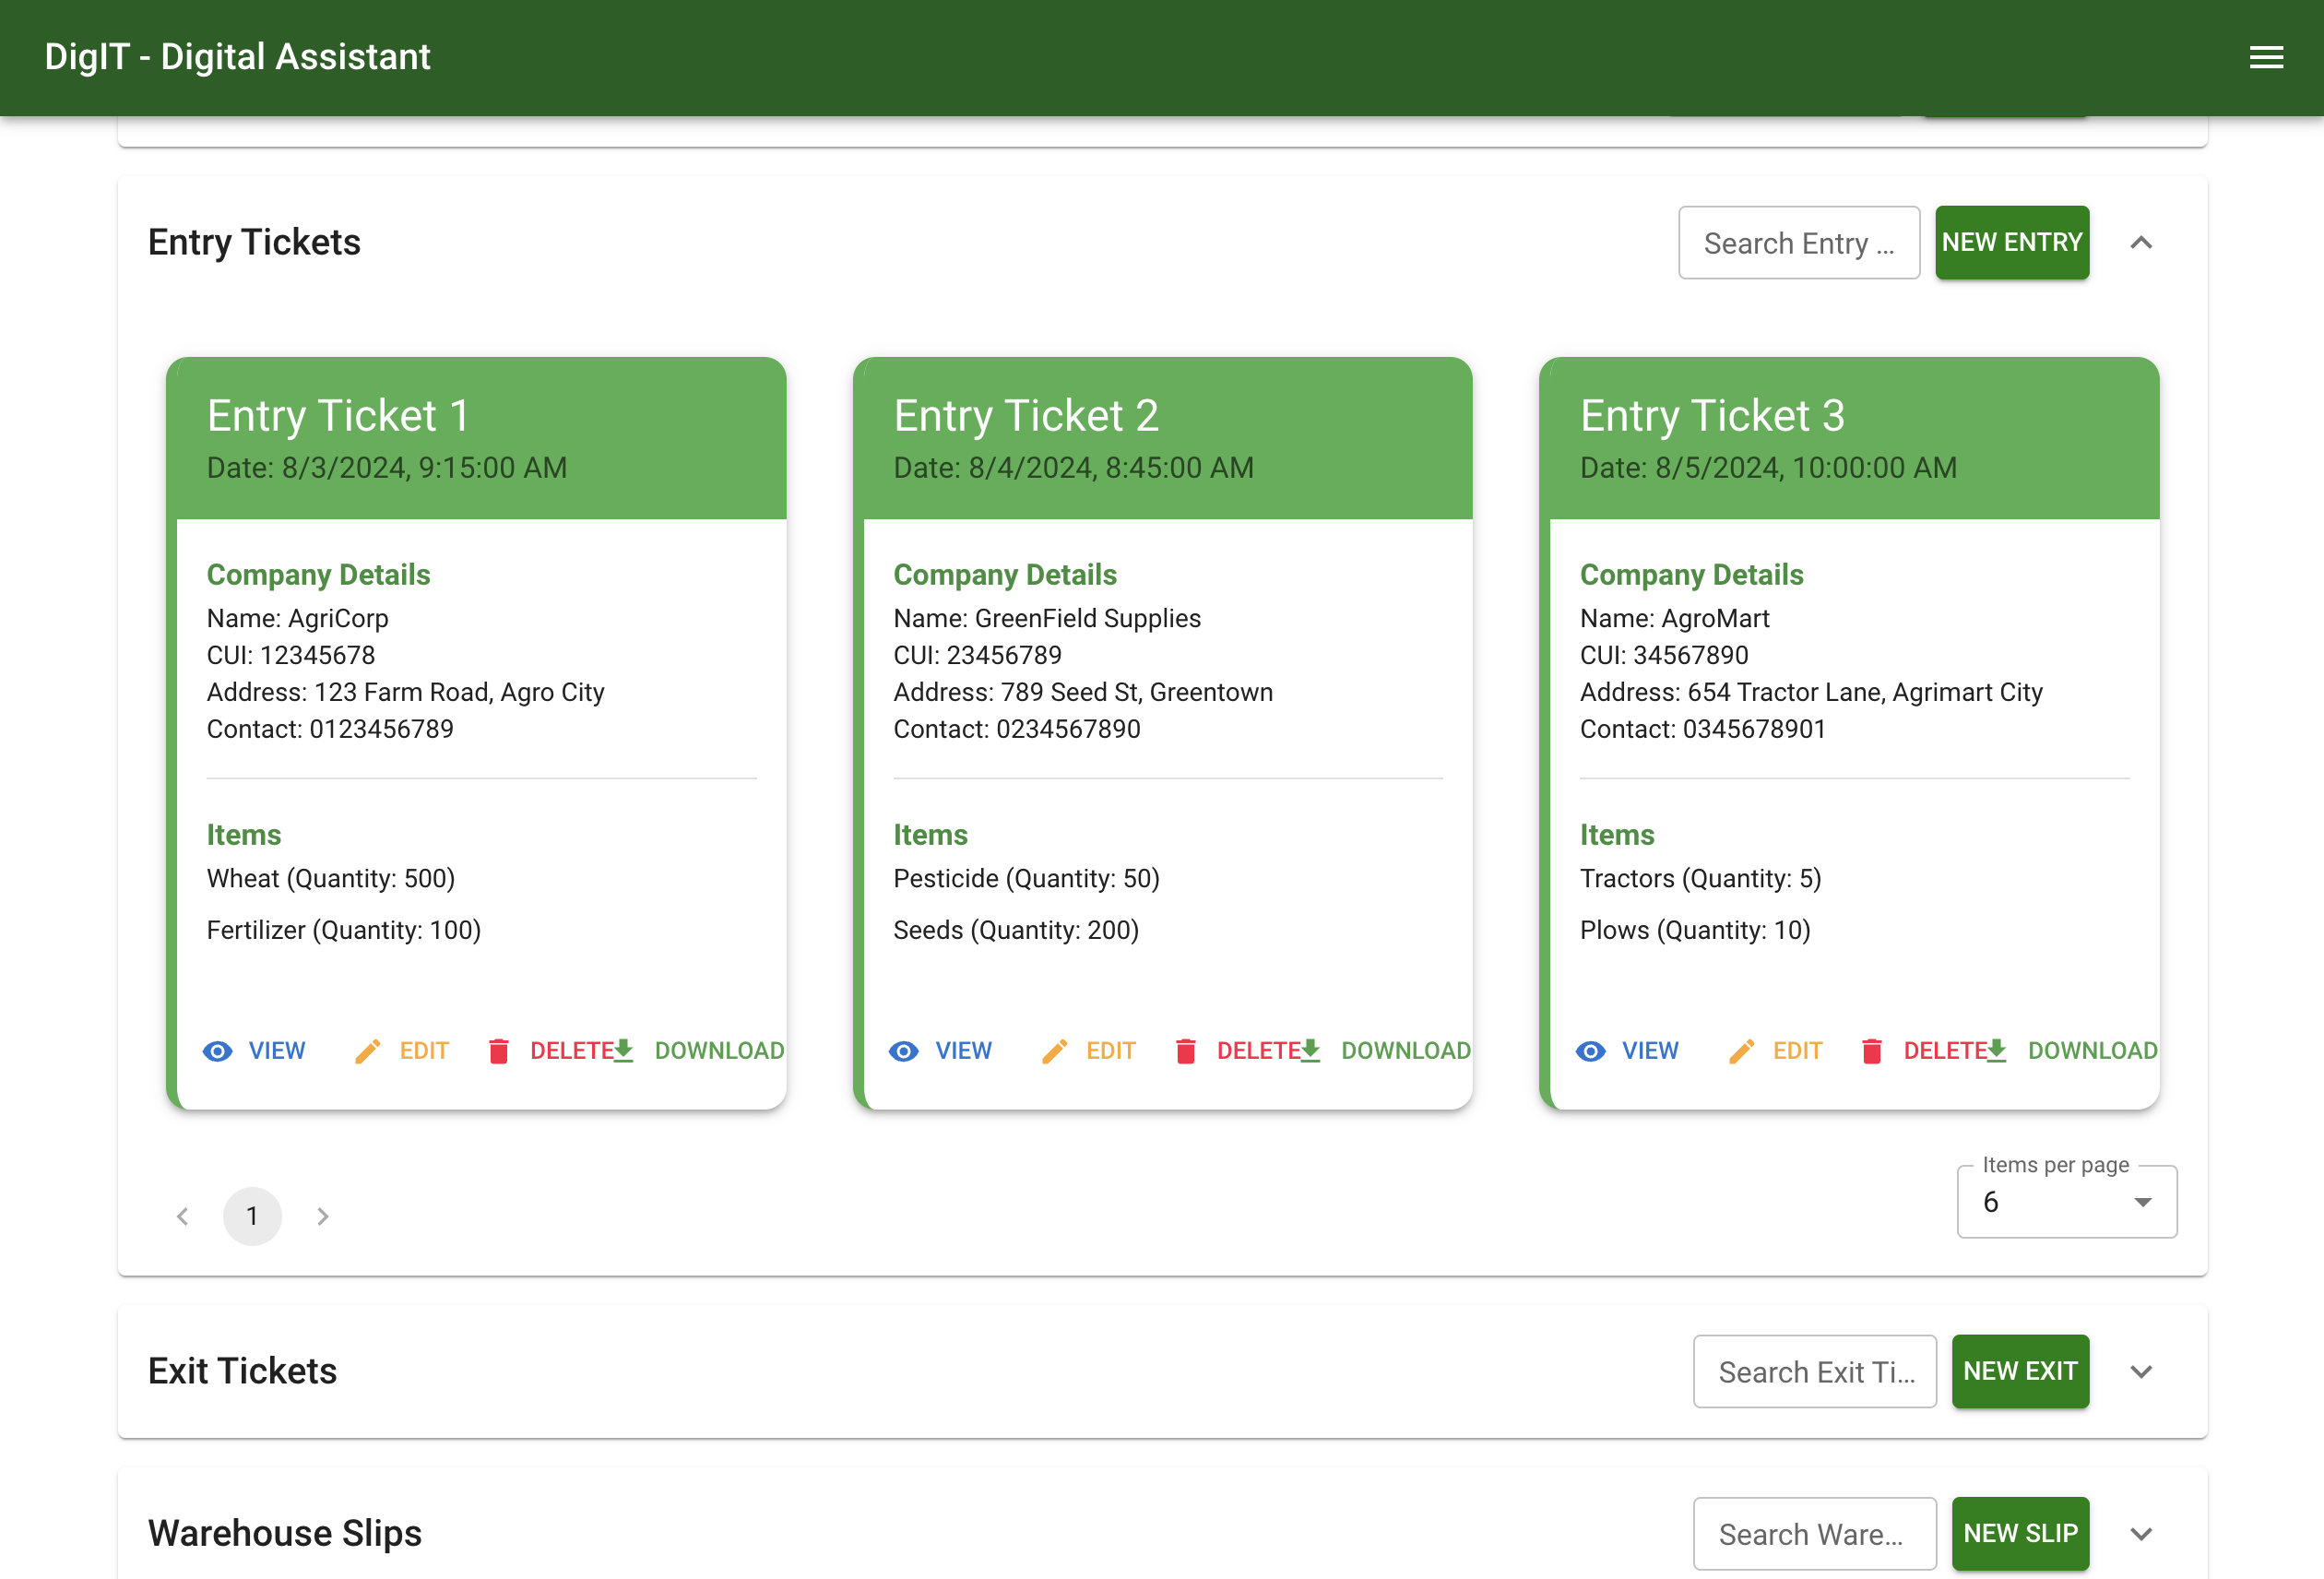 DigIT - Digital Assistant
Entry Tickets
Search Entry ...
NEW ENTRY
Entry Ticket 1
Date: 8/3/2024, 9:15:00 AM
Company Details
Name: AgriCorp
CUI: 12345678
Address: 123 Farm Road, Agro City
Contact: 0123456789
Items
Wheat (Quantity: 500)
Fertilizer (Quantity: 100)
VIEW EDIT DELETE DOWNLOAD
Entry Ticket 2
Date: 8/4/2024, 8:45:00 AM
Company Details
Name: GreenField Supplies
CUI: 23456789
Address: 789 Seed St, Greentown
Contact: 0234567890
Items
Pesticide (Quantity: 50)
Seeds (Quantity: 200)
VIEW EDIT DELETE DOWNLOAD
Entry Ticket 3
Date: 8/5/2024, 10:00:00 AM
Company Details
Name: AgroMart
CUI: 34567890
Address: 654 Tractor Lane, Agrimart City
Contact: 0345678901
Items
Tractors (Quantity: 5)
Plows (Quantity: 10)
VIEW EDIT DELETE DOWNLOAD
1
Items per page
6
Exit Tickets
Search Exit Ti...
NEW EXIT
Warehouse Slips
Search Ware...
NEW SLIP